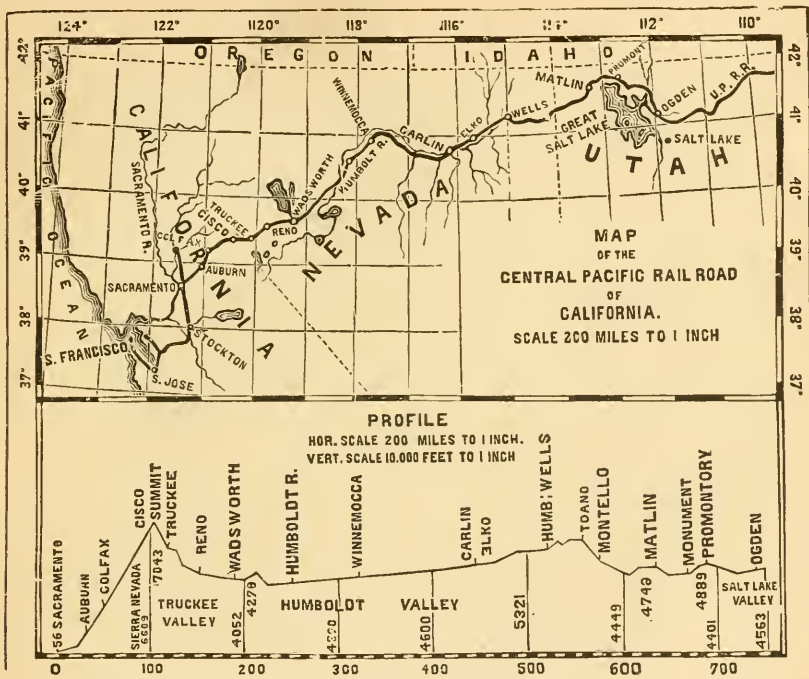 124° 122° 120° 118° 116° 114° 112° 110°
42° 42°
41° 41°
40° 40°
39° 39°
38° 38°
37° 37°
OREGON IDAHO
PACIFIC OCEAN
CALIFORNIA
NEVADA
UTAH
SACRAMENTO R.
COLFAX
CISCO
TRUCKEE
RENO
WADSWORTH
HUMBOLT R.
WINNEMOCCA
CARLIN
ELKO
WELLS
MATLIN
PRUMONT.
OGDEN
U.P. R.R.
GREAT
SALT LAKE
SALT LAKE
AUBURN
SACRAMENTO
STOCKTON
S. FRANCISCO
S. JOSE
MAP
OF THE
CENTRAL PACIFIC RAIL ROAD
OF
CALIFORNIA.
SCALE 200 MILES TO 1 INCH
PROFILE
HOR. SCALE 200 MILES TO 1 INCH.
VERT. SCALE 10.000 FEET TO 1 INCH
56 SACRAMENTO
AUBURN
COLFAX
CISCO
SUMMIT
TRUCKEE
RENO
WADSWORTH
HUMBOLDT R.
WINNEMOCCA
CARLIN
ELKO
HUMB: WELLS
TOANO
MONTELLO
MATLIN
MONUMENT
PROMONTORY
OGDEN
SIERRA NEVADA
7043
TRUCKEE
VALLEY
4052
HUMBOLDT VALLEY
4600
5321
4449
4749
4889
4401
SALT LAKE
VALLEY
4563
0 100 200 300 400 500 600 700